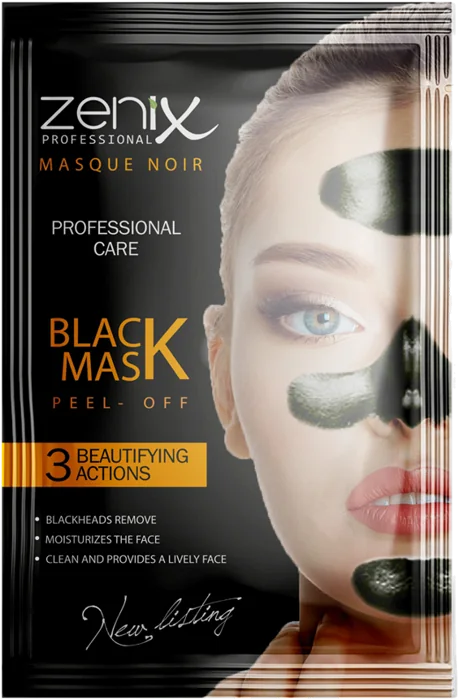 zenix
PROFESSIONAL
MASQUE NOIR
PROFESSIONAL
CARE
BLACK
MASK
PEEL- OFF
3 BEAUTIFYING
ACTIONS
• BLACKHEADS REMOVE
• MOISTURIZES THE FACE
• CLEAN AND PROVIDES A LIVELY FACE
New listing